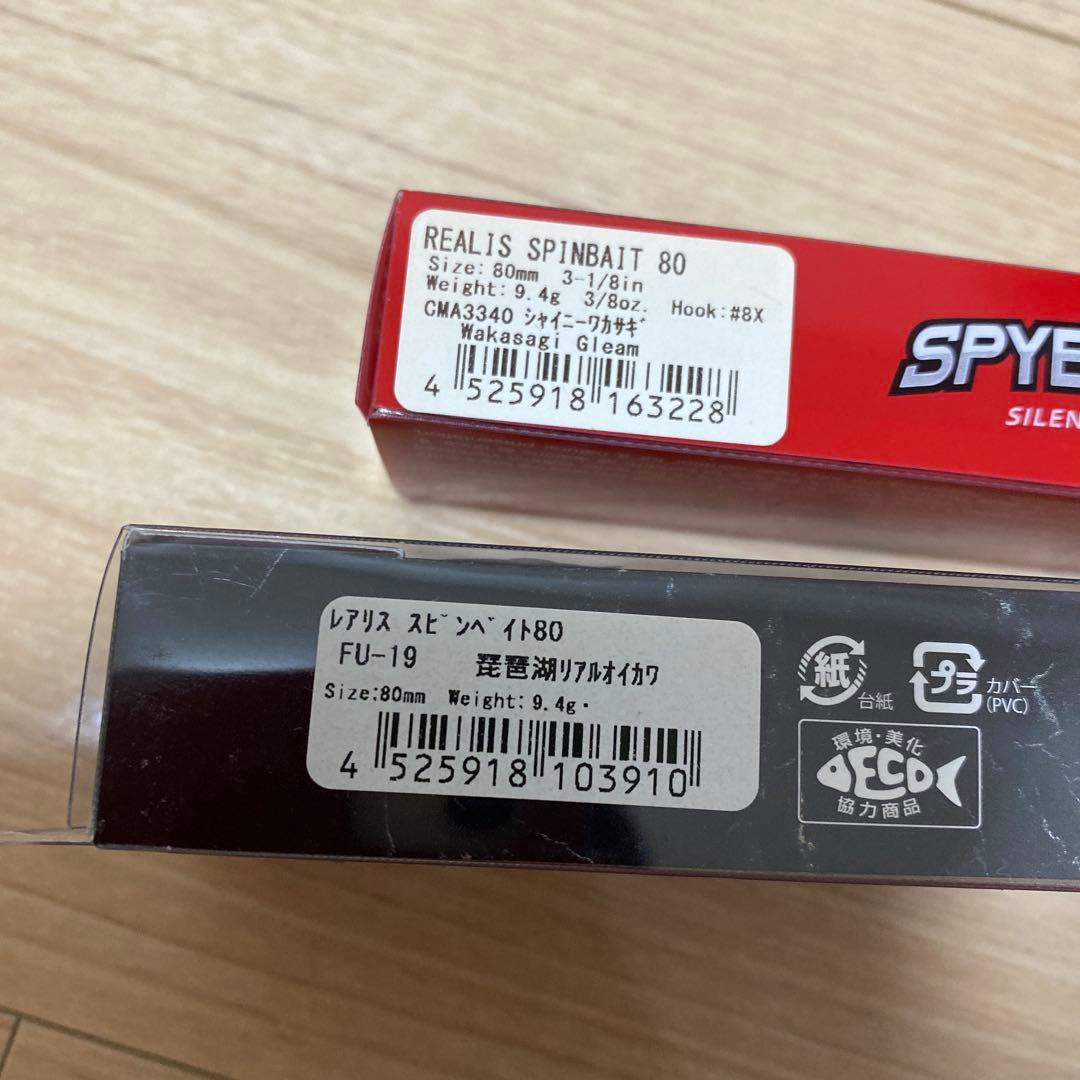 REALIS SPINBAIT 80
Size: 80mm 3-1/8in
Weight: 9.4g 3/8oz. Hook:#8X
CMA3340 ｼｬｲﾆｰﾜｶｻｷﾞ
Wakasagi Gleam
4 525918 163228
SPYB
SILEN
ﾚｱﾘｽ ｽﾋﾟﾝﾍﾞｲﾄ80
FU-19 琵琶湖ﾘｱﾙｵｲｶﾜ
Size:80mm Weight: 9.4g・
4 525918 103910
紙
台紙
プラ
カバー
(PVC)
環境・美化
DECO
協力商品